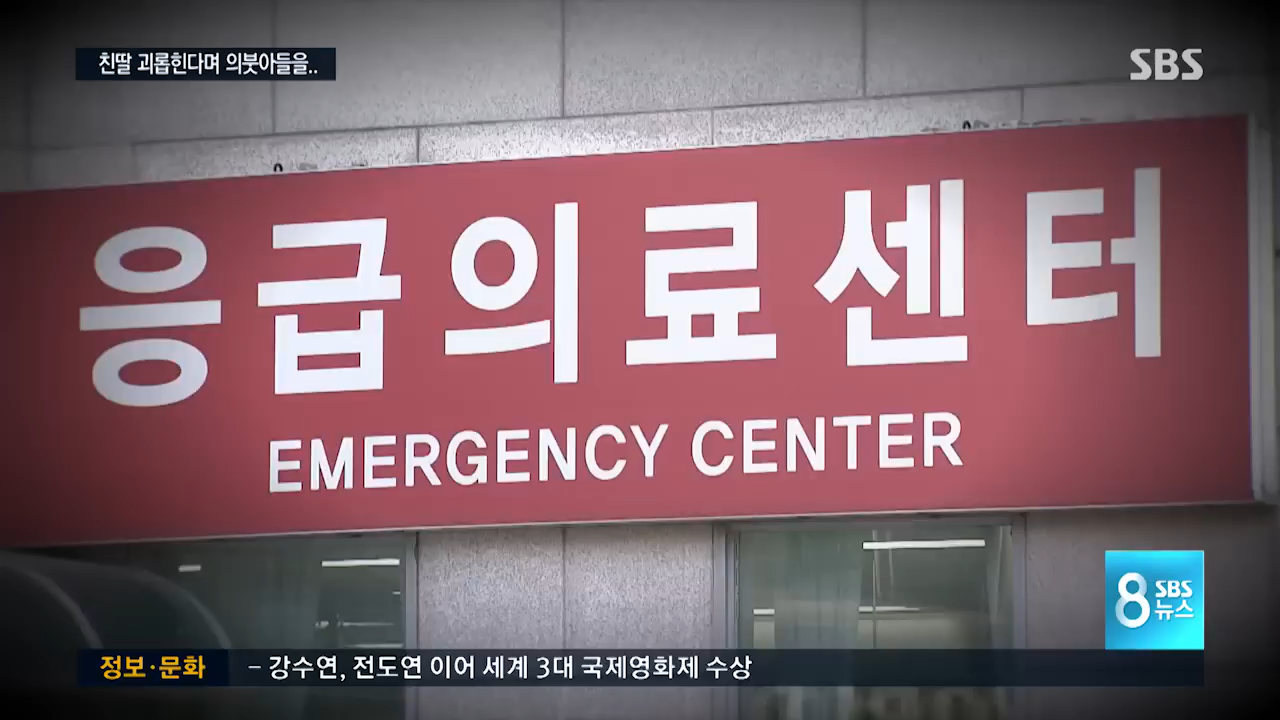 친딸 괴롭힌다며 의붓아들을..
SBS
응급의료센터
EMERGENCY CENTER
8 SBS 뉴스
정보·문화 - 강수연, 전도연 이어 세계 3대 국제영화제 수상